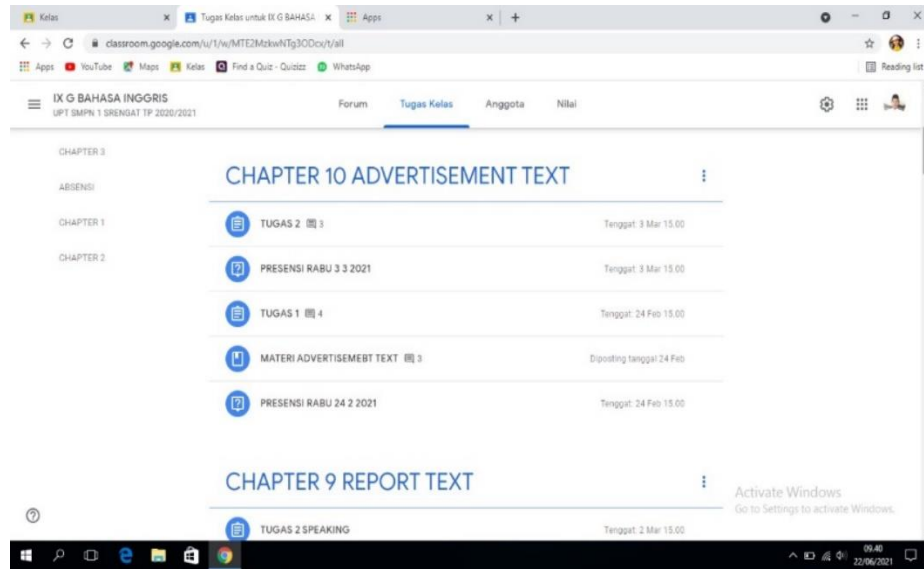 Kelas
Tugas Kelas untuk IX G BAHASA
Apps
classroom.google.com/u/1/w/MTE2MzkwNTg3ODcx/t/all
Apps YouTube Maps Kelas Find a Quiz - Quizizz WhatsApp Reading list
IX G BAHASA INGGRIS
UPT SMPN 1 SRENGAT TP 2020/2021
Forum Tugas Kelas Anggota Nilai
CHAPTER 3
ABSENSI
CHAPTER 1
CHAPTER 2
CHAPTER 10 ADVERTISEMENT TEXT
TUGAS 2 3 Tenggat: 3 Mar 15.00
PRESENSI RABU 3 3 2021 Tenggat: 3 Mar 15.00
TUGAS 1 4 Tenggat: 24 Feb 15.00
MATERI ADVERTISEMEBT TEXT 3 Diposting tanggal 24 Feb
PRESENSI RABU 24 2 2021 Tenggat: 24 Feb 15.00
CHAPTER 9 REPORT TEXT
TUGAS 2 SPEAKING Tenggat: 2 Mar 15.00
Activate Windows
Go to Settings to activate Windows.
09.40
22/06/2021